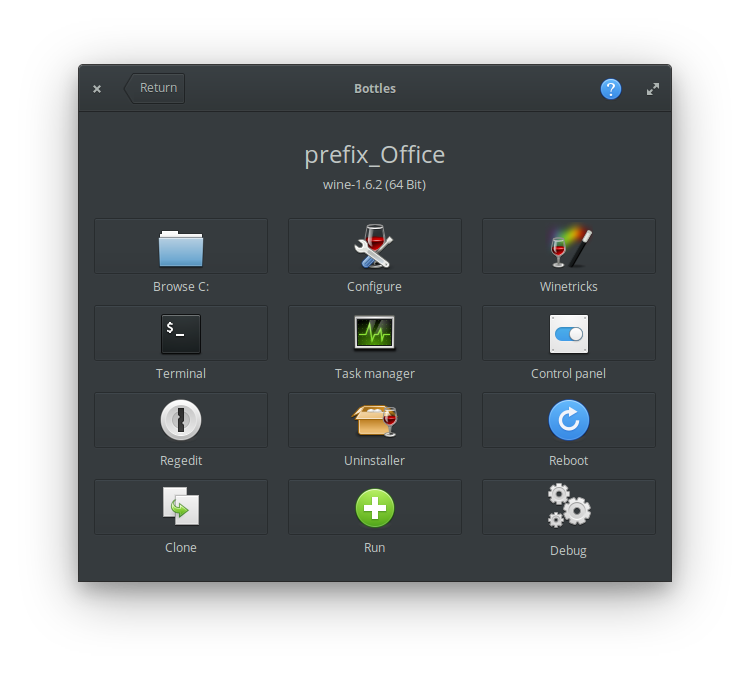 Return
Bottles
?
prefix_Office
wine-1.6.2 (64 Bit)
Browse C:
Configure
Winetricks
$_
Terminal
Task manager
Control panel
Regedit
Uninstaller
Reboot
Clone
Run
Debug